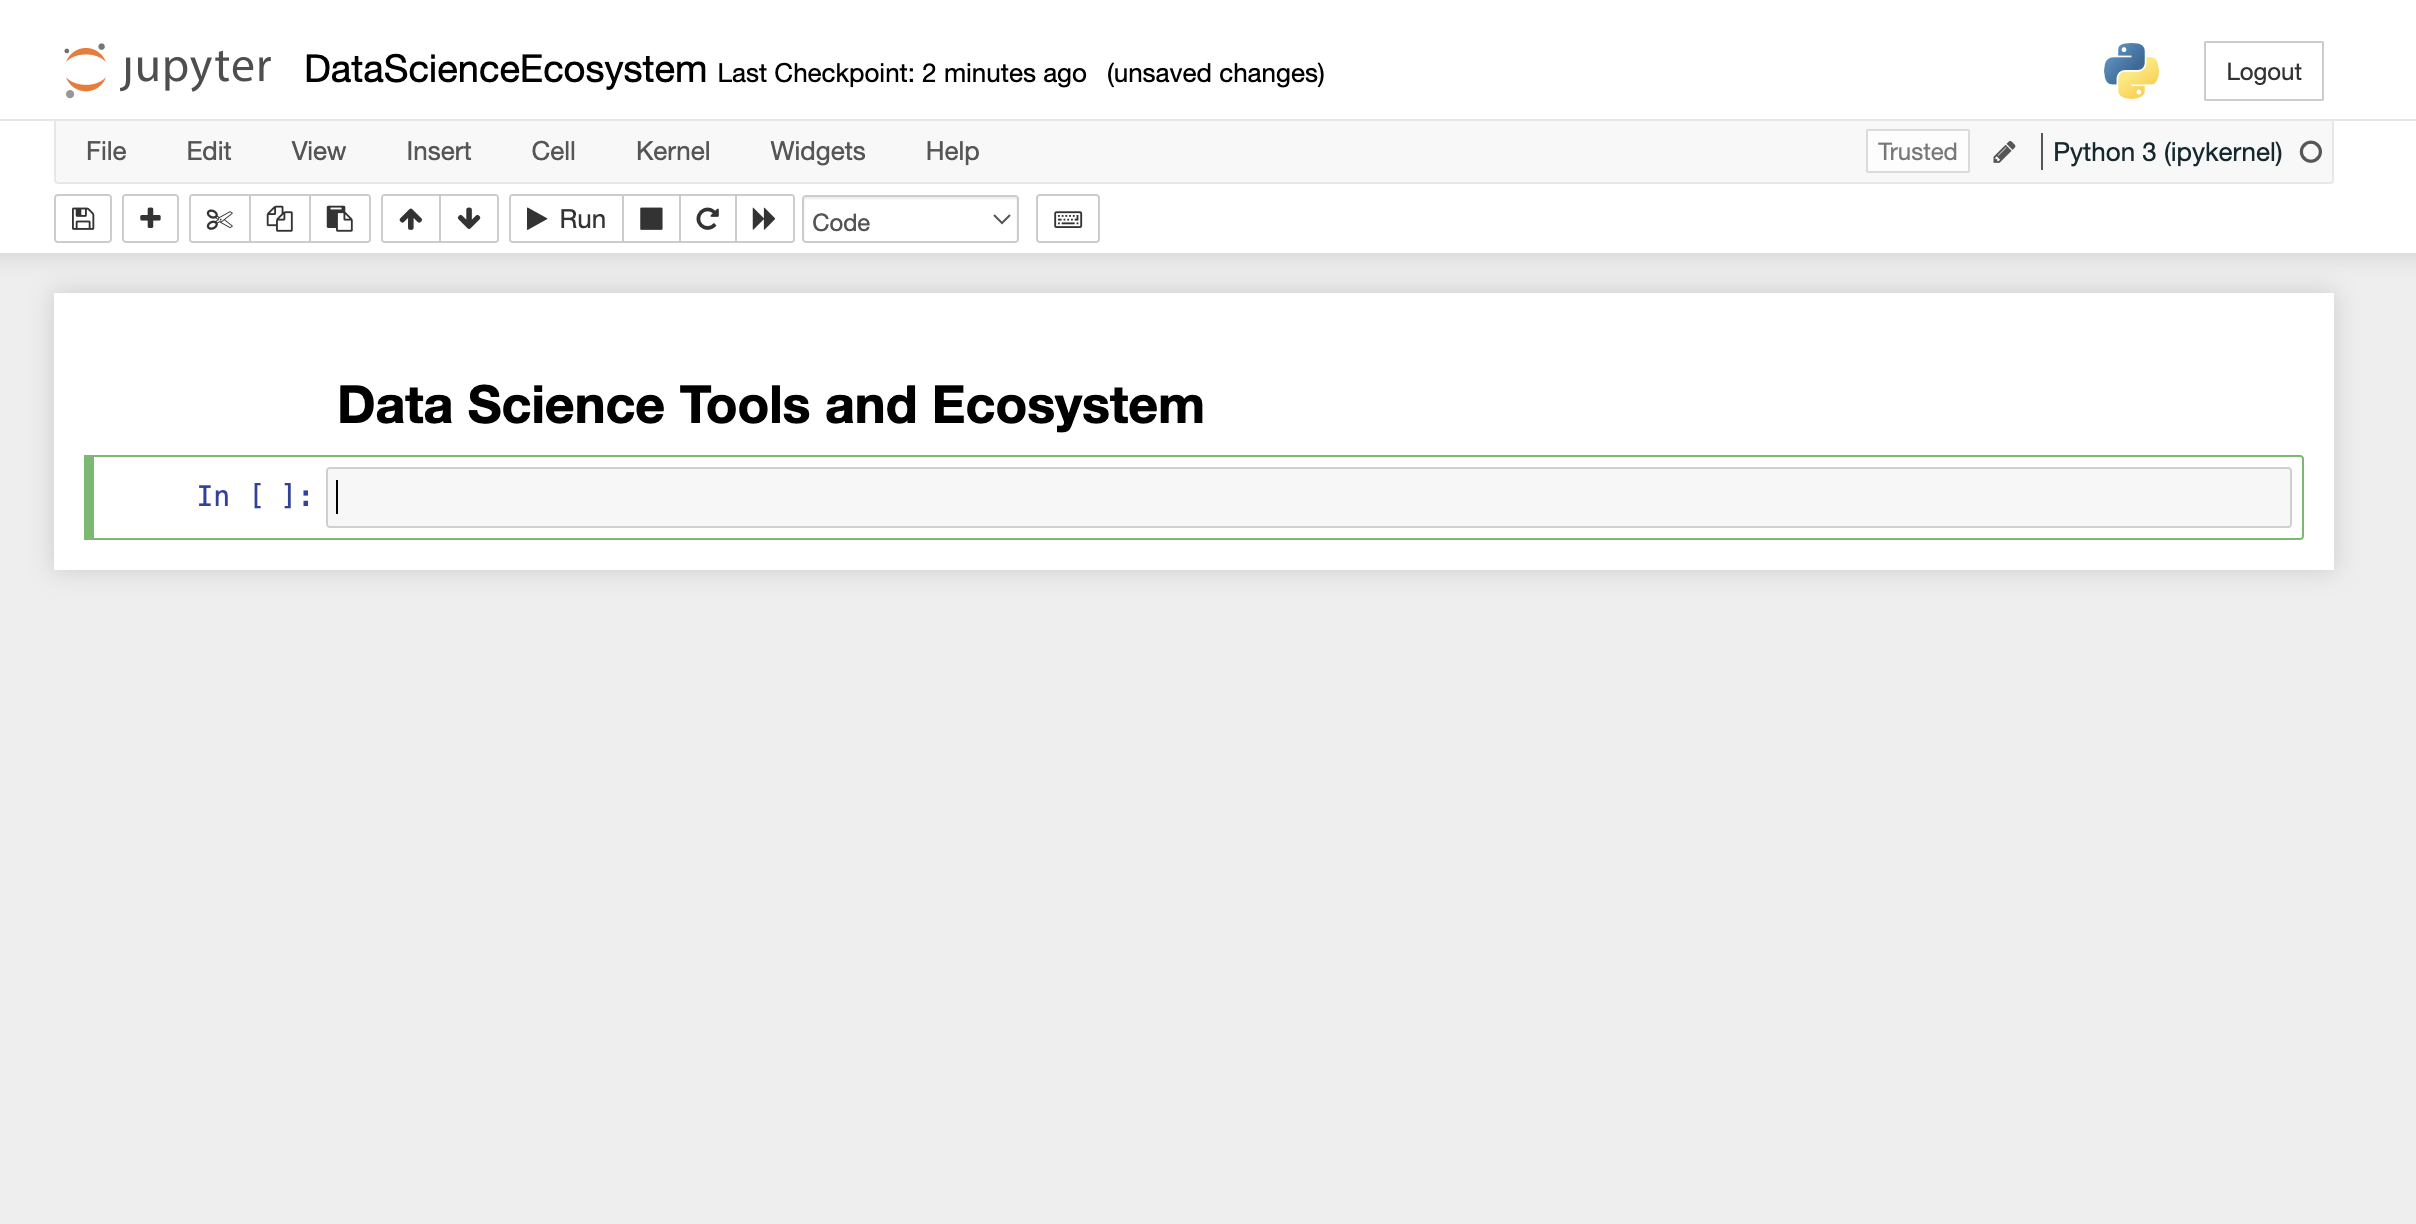 jupyter DataScienceEcosystem Last Checkpoint: 2 minutes ago (unsaved changes) Logout
File Edit View Insert Cell Kernel Widgets Help Trusted Python 3 (ipykernel)
Run Code
Data Science Tools and Ecosystem
In [ ]: